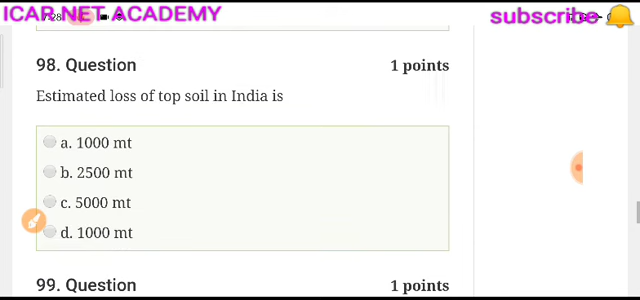 ICAR NET ACADEMY
subscribe
98. Question
1 points
Estimated loss of top soil in India is
a. 1000 mt
b. 2500 mt
c. 5000 mt
d. 1000 mt
99. Question
1 points